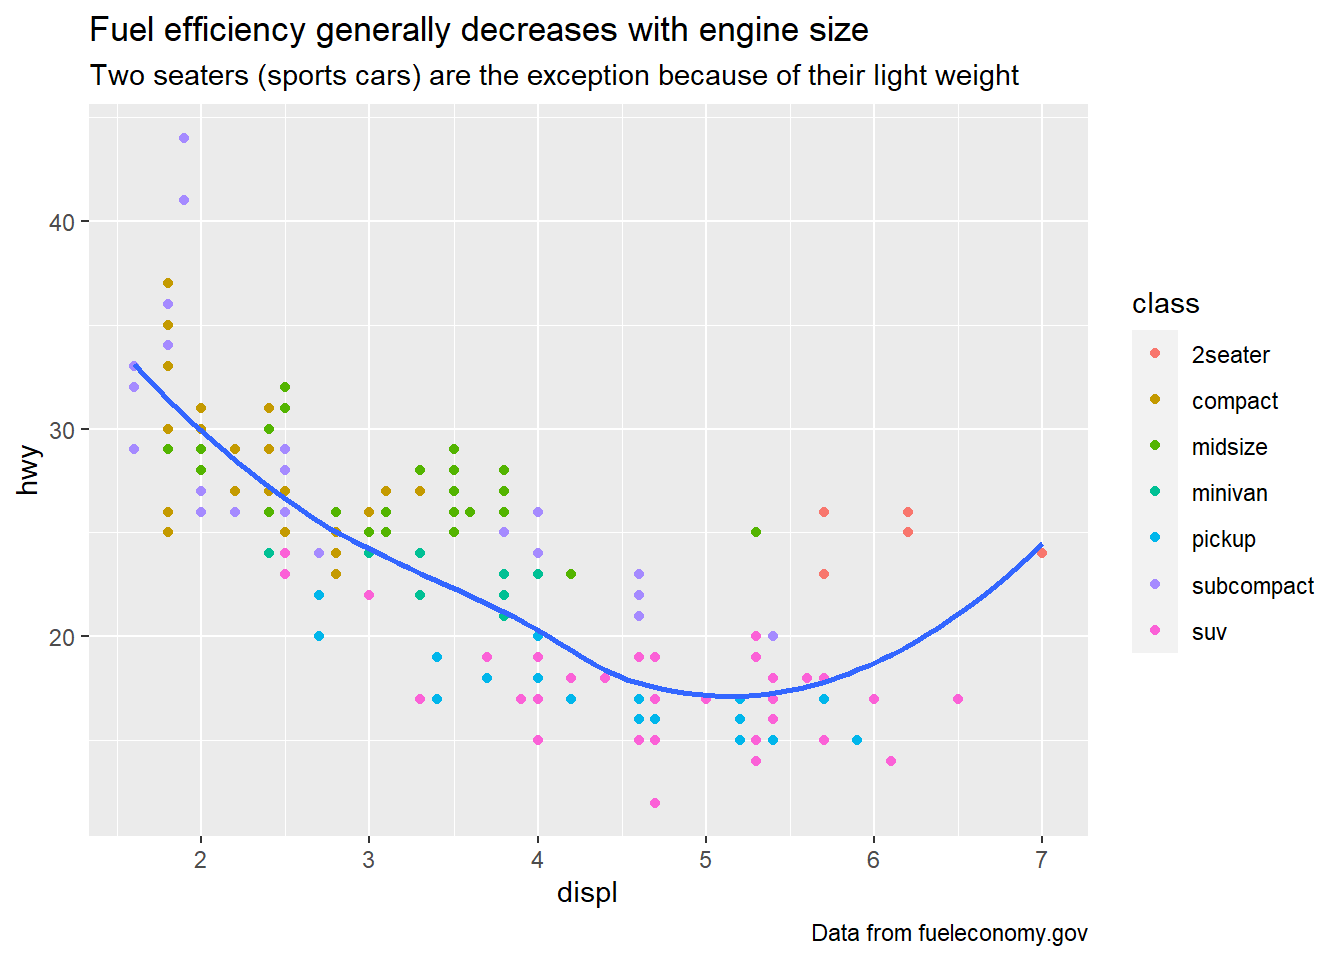 Fuel efficiency generally decreases with engine size
Two seaters (sports cars) are the exception because of their light weight
hwy
40
30
20
2 3 4 5 6 7
displ
class
2seater
compact
midsize
minivan
pickup
subcompact
suv
Data from fueleconomy.gov